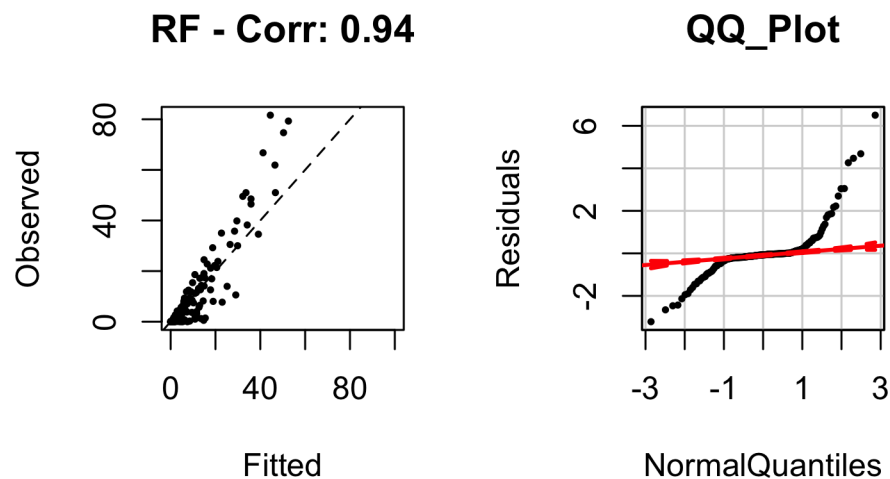 RF - Corr: 0.94
Observed
80
40
0
0 40 80
Fitted
QQ_Plot
Residuals
6
2
-2
-3 -1 1 3
NormalQuantiles